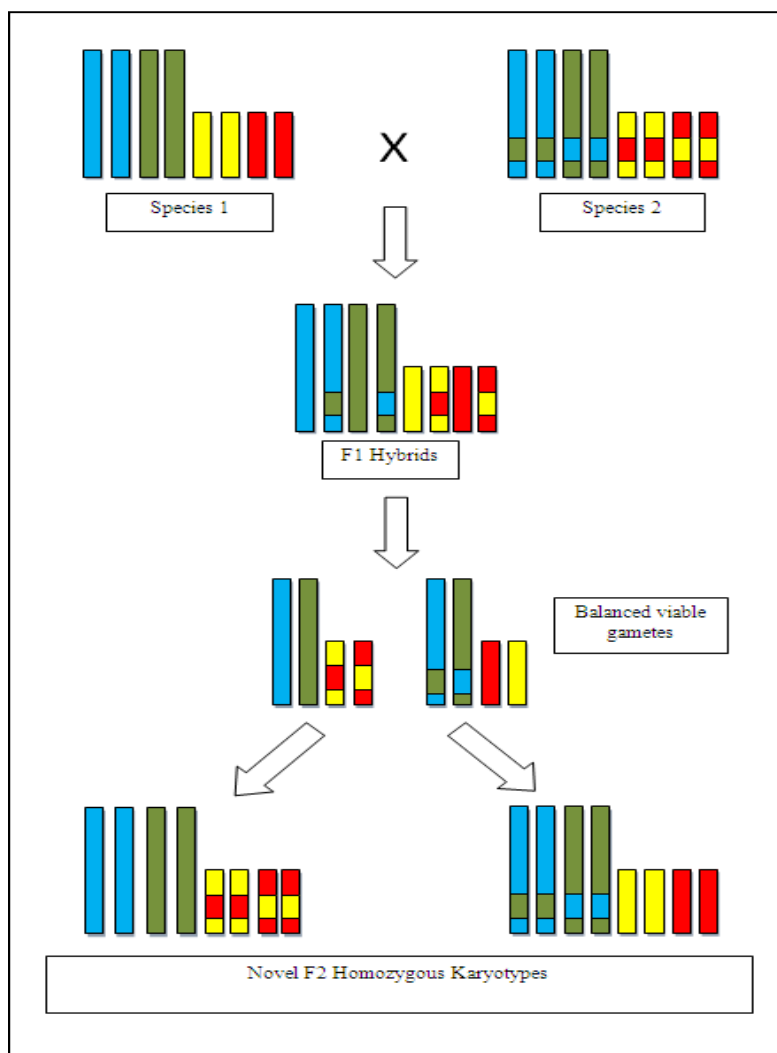 X
Species 1
Species 2
F1 Hybrids
Balanced viable
gametes
Novel F2 Homozygous Karyotypes